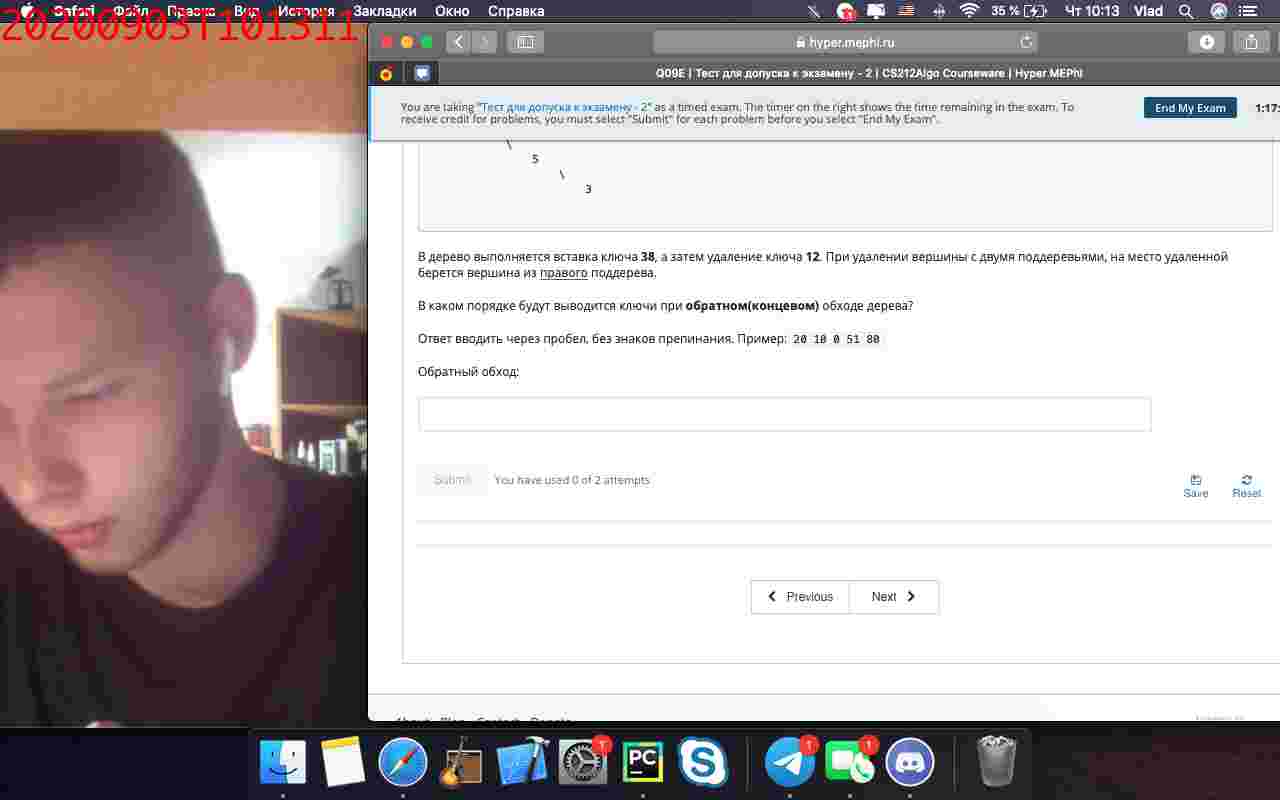 Safari Файл Правка Вид История Закладки Окно Справка 35 % Чт 10:13 Vlad
20200903T101311
hyper.mephi.ru
Q09E | Тест для допуска к экзамену - 2 | CS212Algo Courseware | Hyper.MEPhI
You are taking "Тест для допуска к экзамену - 2" as a timed exam. The timer on the right shows the time remaining in the exam. To
receive credit for problems, you must select "Submit" for each problem before you select "End My Exam".
End My Exam
1:17:
\
5
\
3
В дерево выполняется вставка ключа 38, а затем удаление ключа 12. При удалении вершины с двумя поддеревьями, на место удаленной
берется вершина из правого поддерева.
В каком порядке будут выводится ключи при обратном(концевом) обходе дерева?
Ответ вводить через пробел, без знаков препинания. Пример: 20 10 0 51 80
Обратный обход:
Submit You have used 0 of 2 attempts
Save Reset
Previous Next
PC
1
1
1